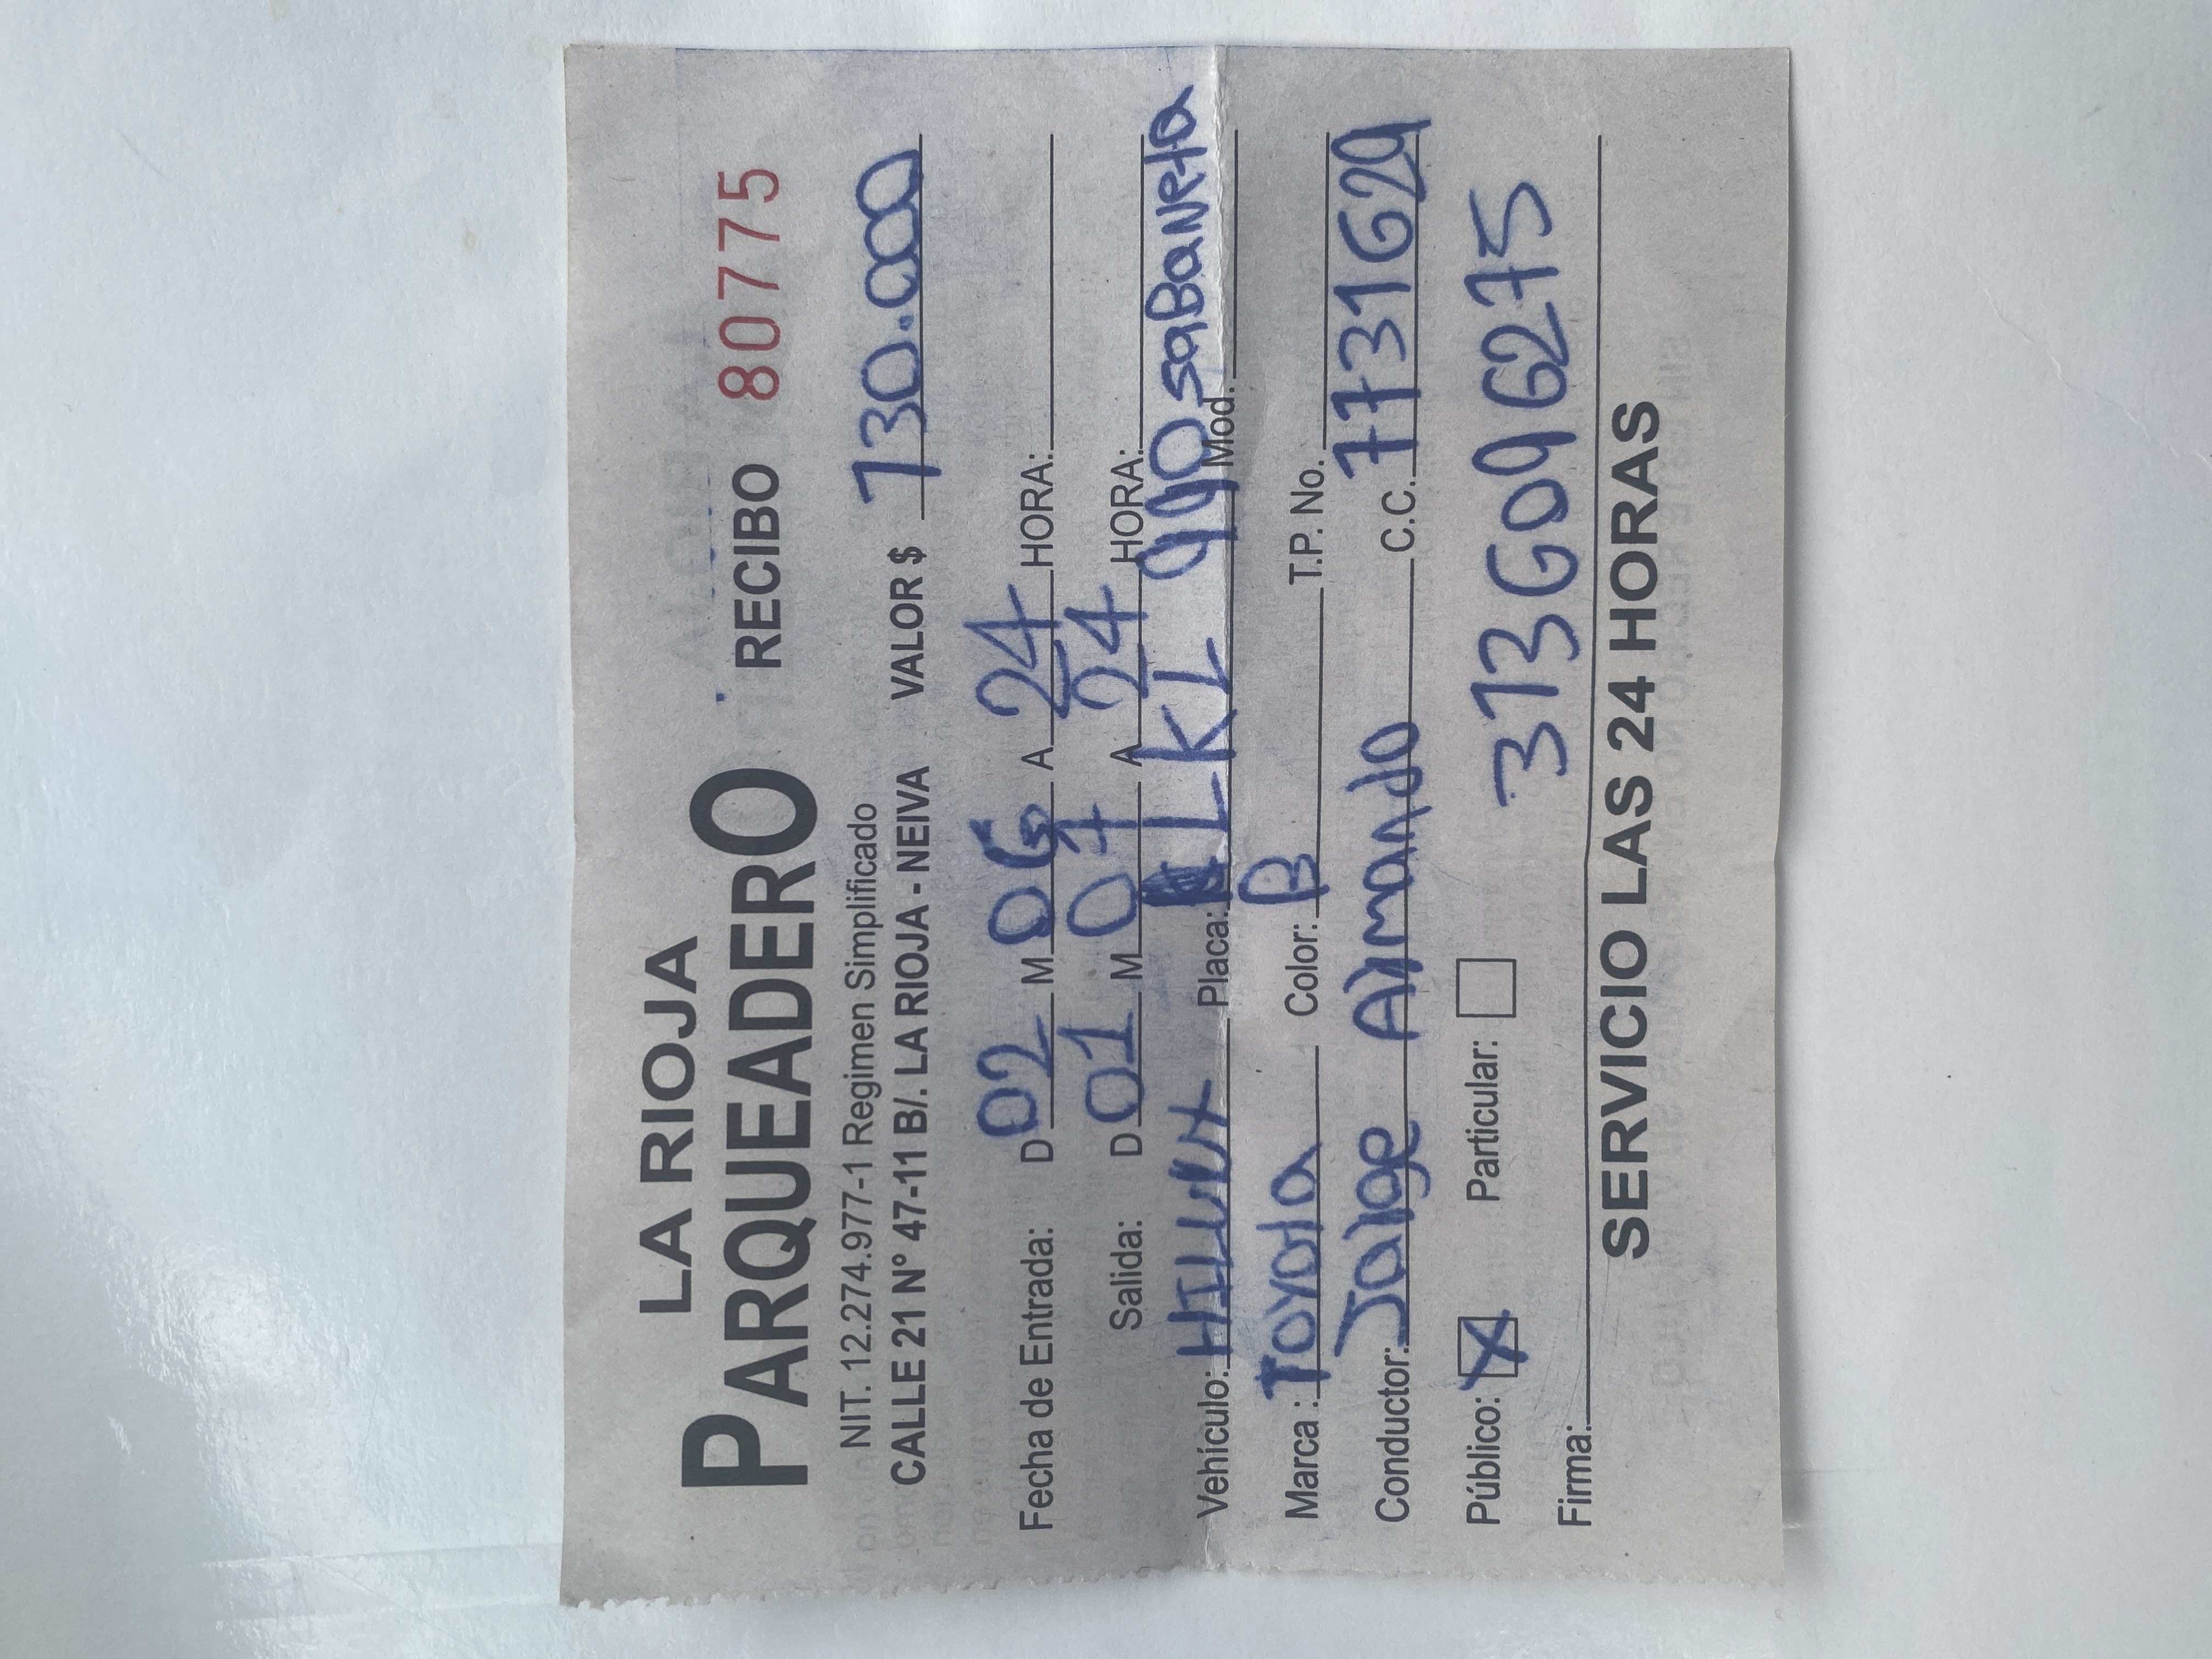 LA RIOJA
PARQUEADERO RECIBO 80775
NIT. 12.274.977-1 Regimen Simplificado
CALLE 21 N° 47-11 B/. LA RIOJA - NEIVA VALOR $ 130.000
Fecha de Entrada: D 02 M 06 A 24 HORA:
Salida: D 01 M 07 A 24 HORA:
Vehículo: HILUX Placa: LKL 990 sabaneta Mod.
Marca : Toyota Color: B T.P. No.
Conductor: Jorge Armando C.C. 7731629
Público: X Particular: 3136096275
Firma:
SERVICIO LAS 24 HORAS